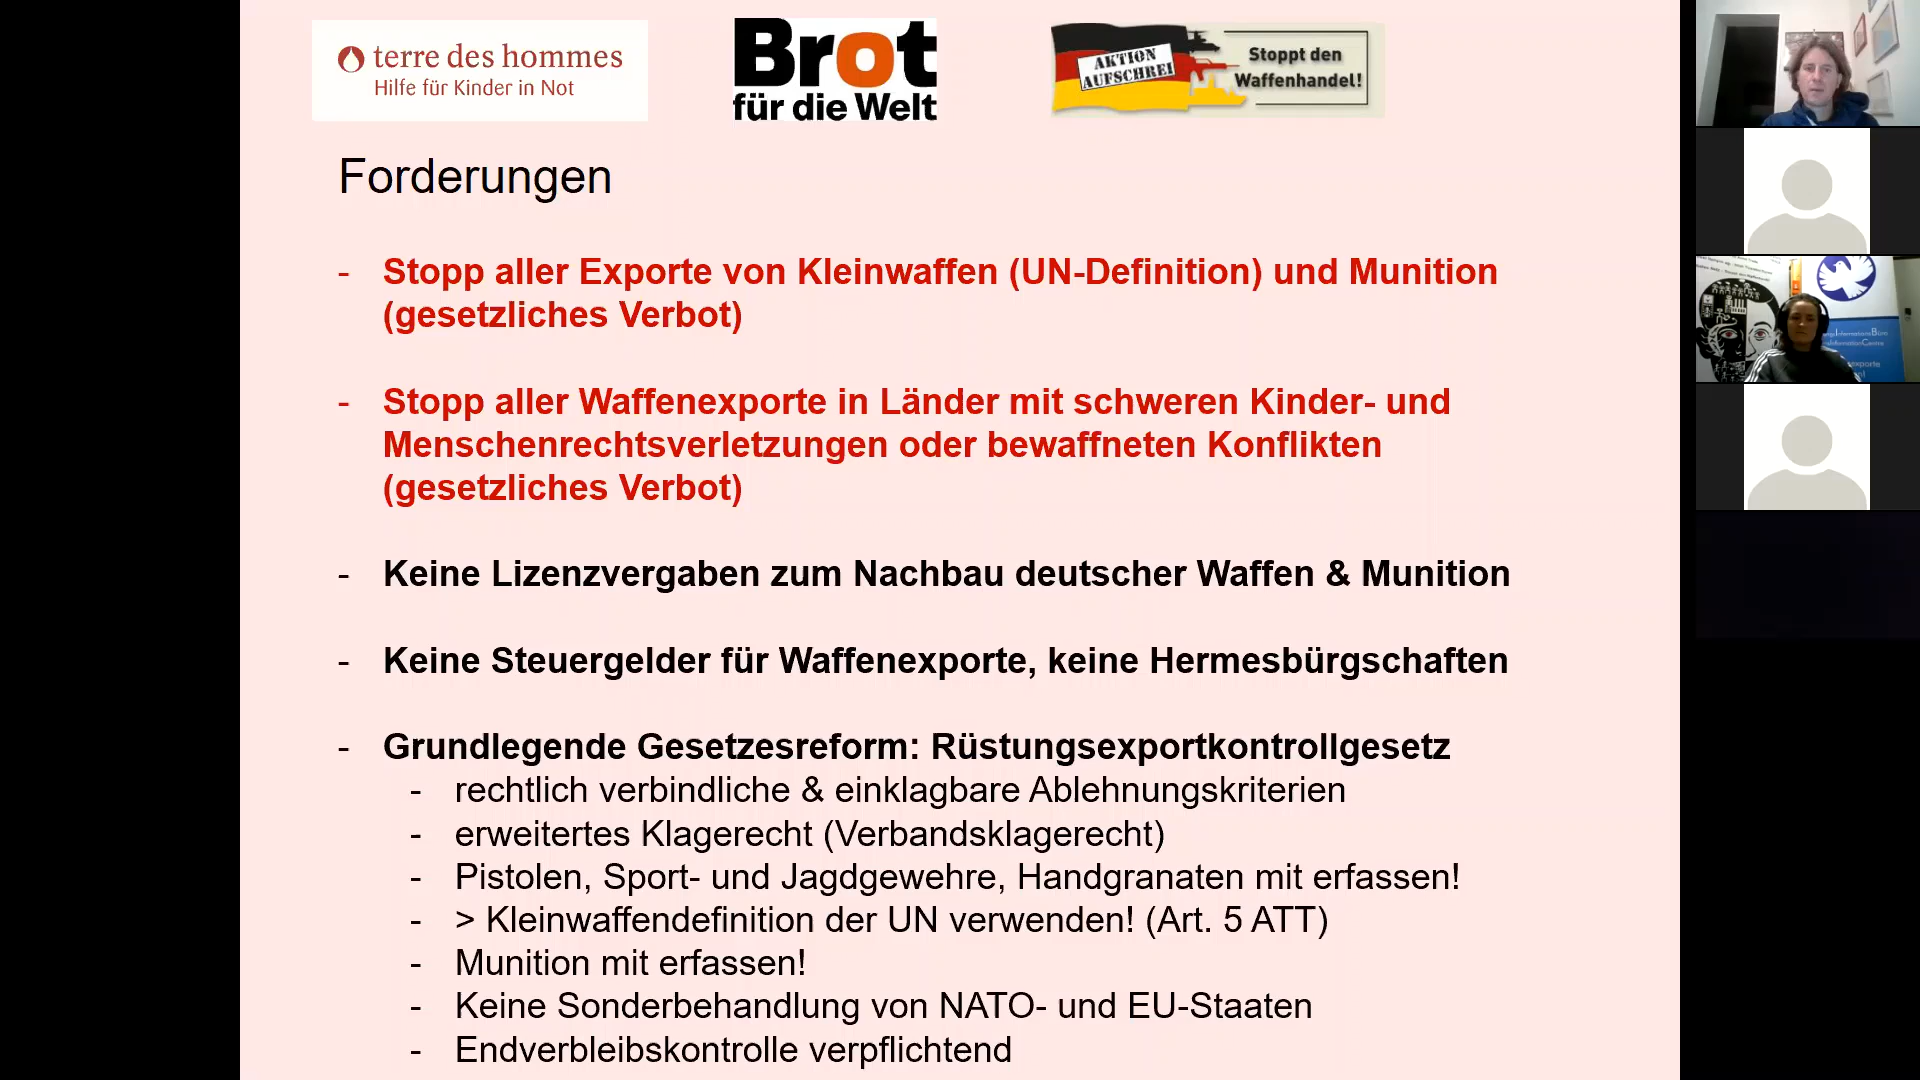 terre des hommes
Hilfe für Kinder in Not
Brot
für die Welt
AKTION
AUFSCHREI
Stoppt den
Waffenhandel!
Forderungen
- Stopp aller Exporte von Kleinwaffen (UN-Definition) und Munition
(gesetzliches Verbot)
- Stopp aller Waffenexporte in Länder mit schweren Kinder- und
Menschenrechtsverletzungen oder bewaffneten Konflikten
(gesetzliches Verbot)
- Keine Lizenzvergaben zum Nachbau deutscher Waffen & Munition
- Keine Steuergelder für Waffenexporte, keine Hermesbürgschaften
- Grundlegende Gesetzesreform: Rüstungsexportkontrollgesetz
- rechtlich verbindliche & einklagbare Ablehnungskriterien
- erweitertes Klagerecht (Verbandsklagerecht)
- Pistolen, Sport- und Jagdgewehre, Handgranaten mit erfassen!
- > Kleinwaffendefinition der UN verwenden! (Art. 5 ATT)
- Munition mit erfassen!
- Keine Sonderbehandlung von NATO- und EU-Staaten
- Endverbleibskontrolle verpflichtend